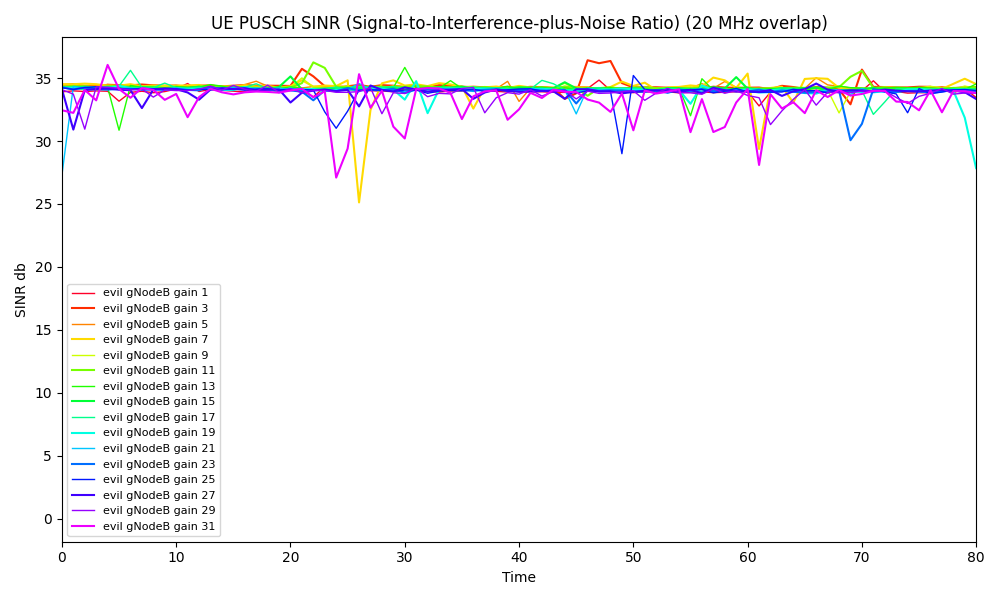 UE PUSCH SINR (Signal-to-Interference-plus-Noise Ratio) (20 MHz overlap)
35
30
25
20
15
10
5
0
SINR db
evil gNodeB gain 1
evil gNodeB gain 3
evil gNodeB gain 5
evil gNodeB gain 7
evil gNodeB gain 9
evil gNodeB gain 11
evil gNodeB gain 13
evil gNodeB gain 15
evil gNodeB gain 17
evil gNodeB gain 19
evil gNodeB gain 21
evil gNodeB gain 23
evil gNodeB gain 25
evil gNodeB gain 27
evil gNodeB gain 29
evil gNodeB gain 31
0 10 20 30 40 50 60 70 80
Time